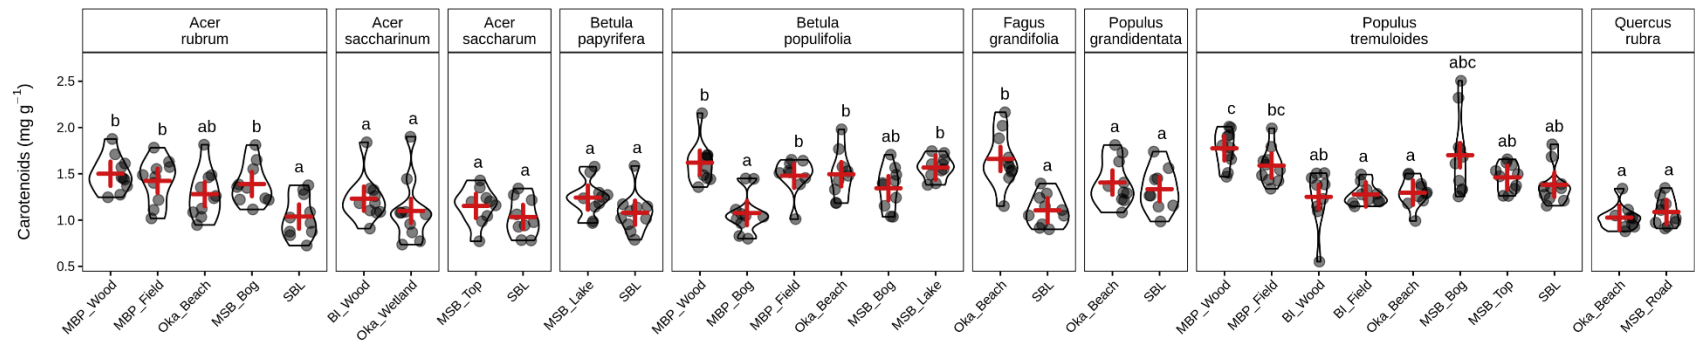 Acer
rubrum
Acer
saccharinum
Acer
saccharum
Betula
papyrifera
Betula
populifolia
Fagus
grandifolia
Populus
grandidentata
Populus
tremuloides
Quercus
rubra
Carotenoids (mg g⁻¹)
2.5
2.0
1.5
1.0
0.5
b b ab b a
a a
a a
a a
b a b b ab b
b a
a a
c bc ab a a abc ab ab
a a
MBP_Wood MBP_Field Oka_Beach MSB_Bog SBL
BI_Wood Oka_Wetland
MSB_Top SBL
MSB_Lake SBL
MBP_Wood MBP_Bog MBP_Field Oka_Beach MSB_Bog MSB_Lake
Oka_Beach SBL
Oka_Beach SBL
MBP_Wood MBP_Field BI_Wood BI_Field Oka_Beach MSB_Bog MSB_Top SBL
Oka_Beach MSB_Road